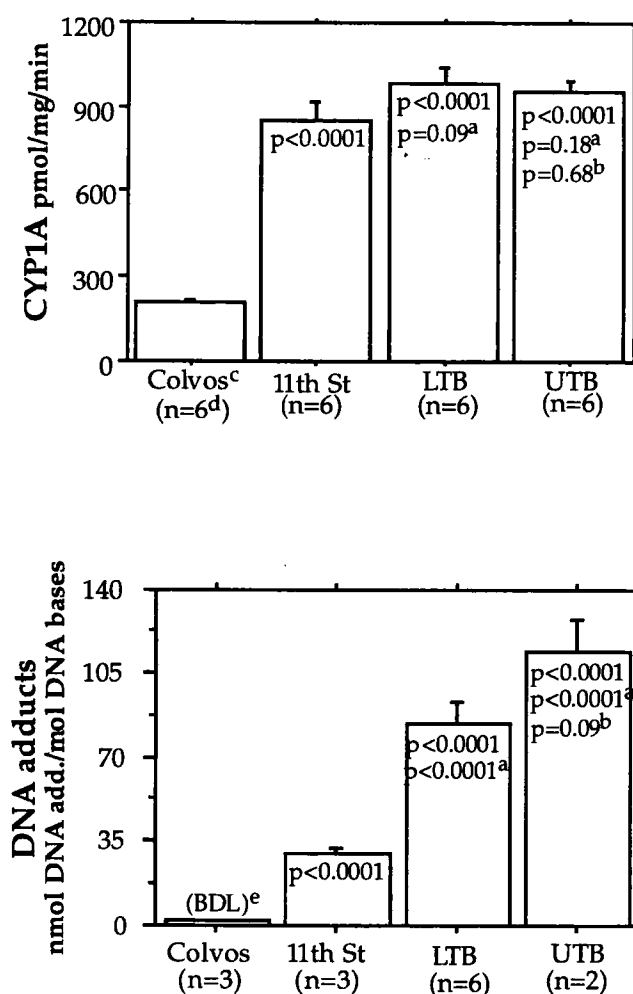 CYP1A pmol/mg/min
1200
900
600
300
0
p<0.0001
p<0.0001
p=0.09a
p<0.0001
p=0.18a
p=0.68b
Colvosc 11th St LTB UTB
(n=6d) (n=6) (n=6) (n=6)
DNA adducts
nmol DNA add./mol DNA bases
140
105
70
35
0
(BDL)e
p<0.0001
p<0.0001
p<0.0001a
p<0.0001
p<0.0001a
p=0.09b
Colvos 11th St LTB UTB
(n=3) (n=3) (n=6) (n=2)